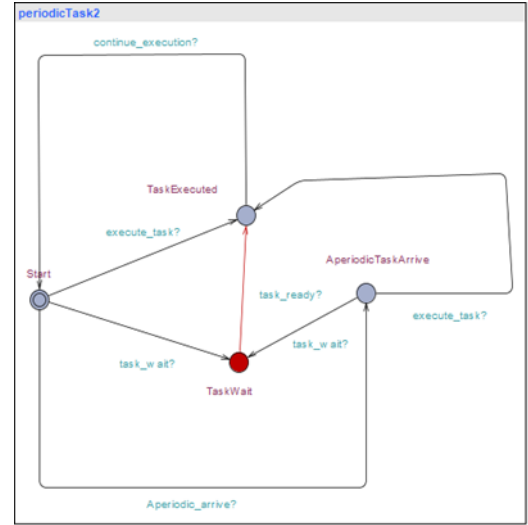 periodicTask2
continue_execution?
TaskExecuted
execute_task?
AperiodicTaskArrive
Start
task_ready?
execute_task?
task_w ait?
task_w ait?
TaskWait
Aperiodic_arrive?